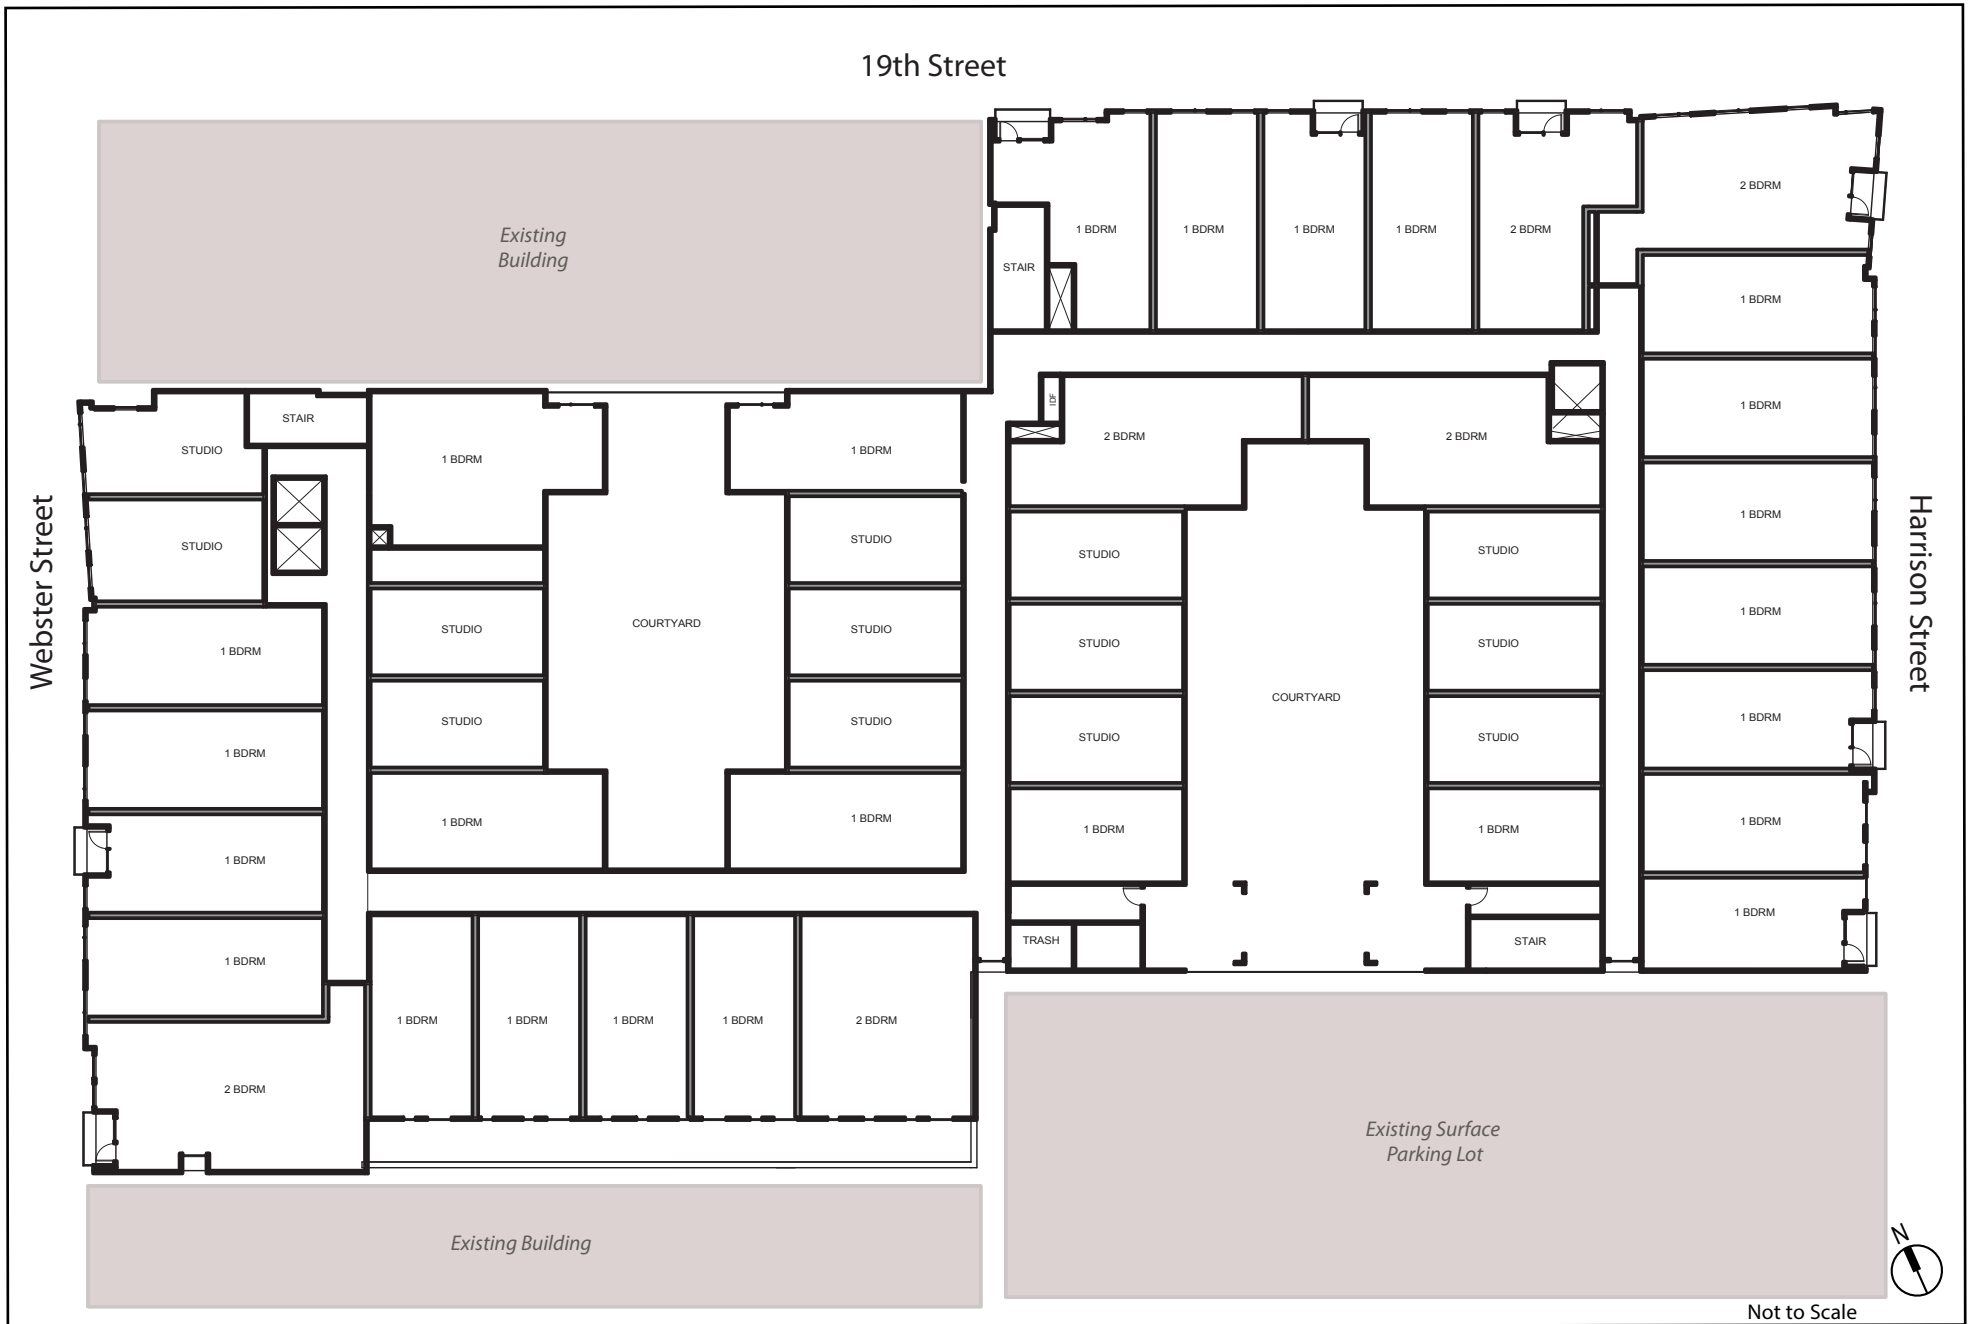 19th Street
Existing
Building
2 BDRM
1 BDRM
1 BDRM
1 BDRM
1 BDRM
2 BDRM
STAIR
1 BDRM
1 BDRM
STAIR
STUDIO
1 BDRM
1 BDRM
IDF
2 BDRM
2 BDRM
Webster Street
Harrison Street
STUDIO
STUDIO
STUDIO
STUDIO
1 BDRM
STUDIO
COURTYARD
STUDIO
STUDIO
STUDIO
1 BDRM
1 BDRM
STUDIO
STUDIO
COURTYARD
STUDIO
STUDIO
1 BDRM
1 BDRM
1 BDRM
1 BDRM
1 BDRM
1 BDRM
1 BDRM
1 BDRM
1 BDRM
1 BDRM
TRASH
STAIR
1 BDRM
1 BDRM
1 BDRM
1 BDRM
1 BDRM
2 BDRM
2 BDRM
Existing Surface
Parking Lot
Existing Building
N
Not to Scale